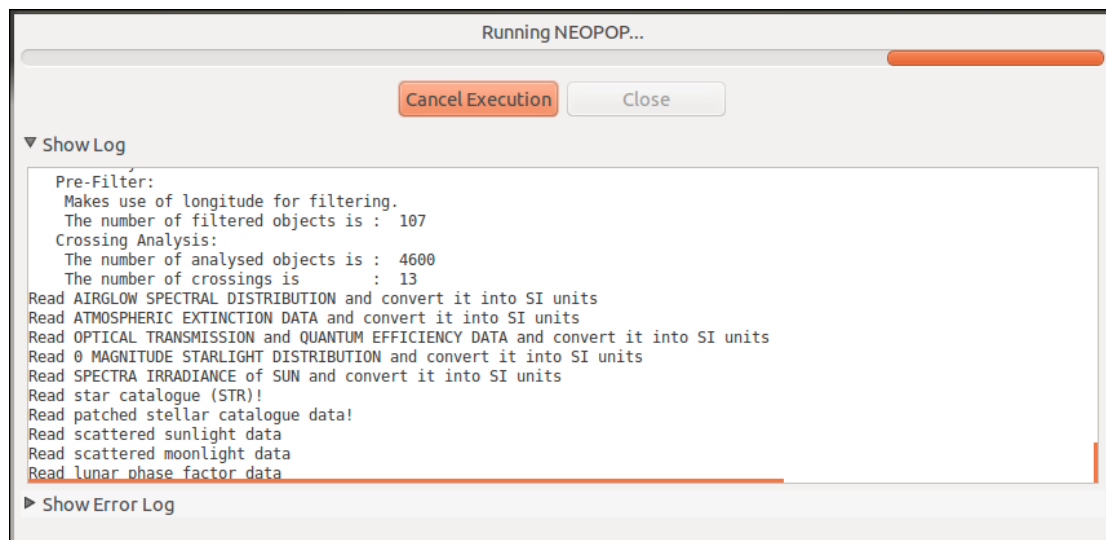 Running NEOPOP...
Cancel Execution
Close
Show Log
Pre-Filter:
Makes use of longitude for filtering.
The number of filtered objects is :  107
Crossing Analysis:
The number of analysed objects is :  4600
The number of crossings is        :  13
Read AIRGLOW SPECTRAL DISTRIBUTION and convert it into SI units
Read ATMOSPHERIC EXTINCTION DATA and convert it into SI units
Read OPTICAL TRANSMISSION and QUANTUM EFFICIENCY DATA and convert it into SI units
Read 0 MAGNITUDE STARLIGHT DISTRIBUTION and convert it into SI units
Read SPECTRA IRRADIANCE of SUN and convert it into SI units
Read star catalogue (STR)!
Read patched stellar catalogue data!
Read scattered sunlight data
Read scattered moonlight data
Read lunar phase factor data
Show Error Log